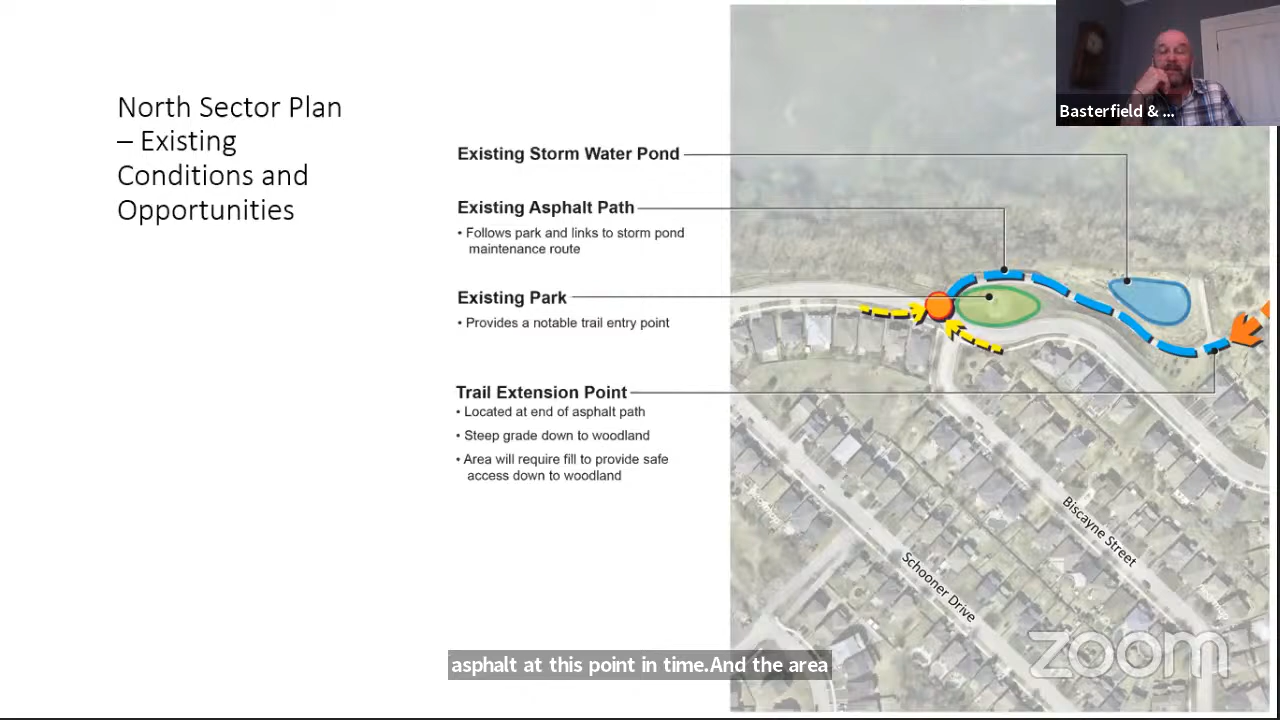 North Sector Plan
– Existing
Conditions and
Opportunities
Existing Storm Water Pond
Existing Asphalt Path
• Follows park and links to storm pond
maintenance route
Existing Park
• Provides a notable trail entry point
Trail Extension Point
• Located at end of asphalt path
• Steep grade down to woodland
• Area will require fill to provide safe
access down to woodland
Basterfield & ...
Biscayne Street
Schooner Drive
asphalt at this point in time.And the area
zoom